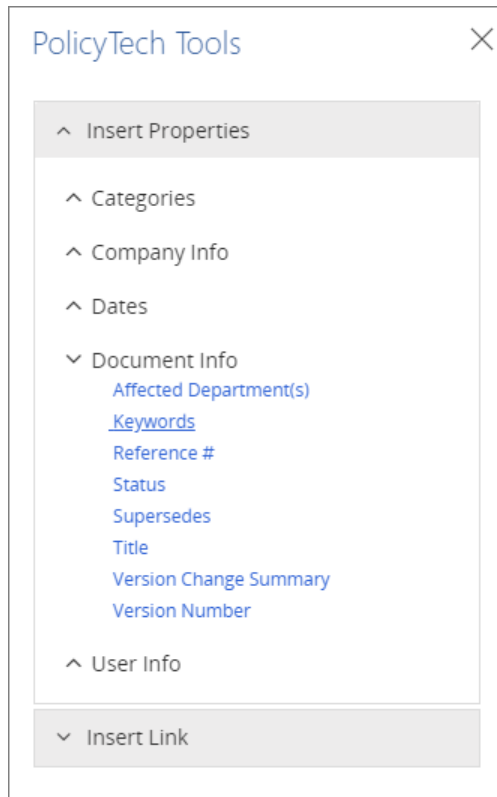 PolicyTech Tools
Insert Properties
Categories
Company Info
Dates
Document Info
Affected Department(s)
Keywords
Reference #
Status
Supersedes
Title
Version Change Summary
Version Number
User Info
Insert Link